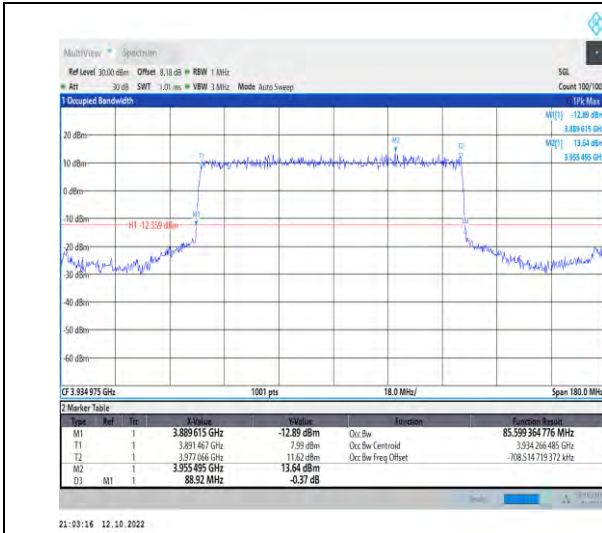 MultiView Spectrum
Ref Level 30.00 dBm Offset 8.18 dB RBW 1 MHz SGL
Att 30 dB SWT 1.01 ms VBW 3 MHz Mode Auto Sweep Count 100/100
1 Occupied Bandwidth 1Pk Max
M1[1] -12.89 dBm
3.889 615 GHz
M2[1] 13.64 dBm
3.955 495 GHz
20 dBm
M2
T1
T2
10 dBm
0 dBm
-10 dBm
M1
H1 -12.359 dBm
-20 dBm
-30 dBm
-40 dBm
-50 dBm
-60 dBm
CF 3.934 975 GHz 1001 pts 18.0 MHz/ Span 180.0 MHz
2 Marker Table
Type Ref Trc X-Value Y-Value Function Function Result
M1 1 3.889 615 GHz -12.89 dBm Occ Bw 85.599 364 776 MHz
T1 1 3.891 467 GHz 7.99 dBm Occ Bw Centroid 3.934 266 485 GHz
T2 1 3.977 066 GHz 11.62 dBm Occ Bw Freq Offset -708.514 719 372 kHz
M2 1 3.955 495 GHz 13.64 dBm
D3 M1 1 88.92 MHz -0.37 dB
21:03:16 12.10.2022